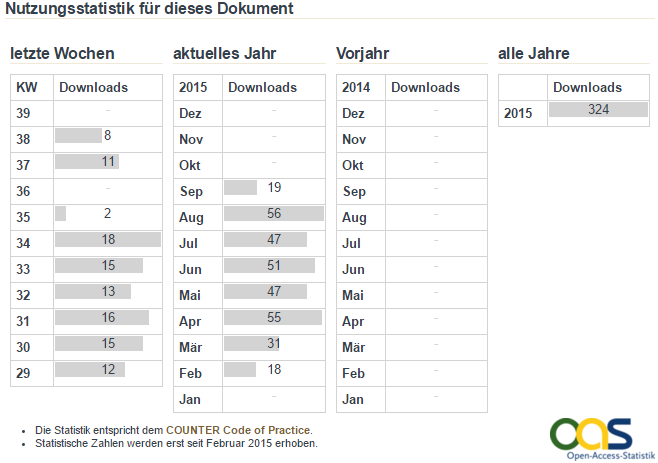 Nutzungsstatistik für dieses Dokument
letzte Wochen
KW Downloads
39 -
38 8
37 11
36 -
35 2
34 18
33 15
32 13
31 16
30 15
29 12
aktuelles Jahr
2015 Downloads
Dez -
Nov -
Okt -
Sep 19
Aug 56
Jul 47
Jun 51
Mai 47
Apr 55
Mär 31
Feb 18
Jan -
Vorjahr
2014 Downloads
Dez -
Nov -
Okt -
Sep -
Aug -
Jul -
Jun -
Mai -
Apr -
Mär -
Feb -
Jan -
alle Jahre
Downloads
2015 324
• Die Statistik entspricht dem COUNTER Code of Practice.
• Statistische Zahlen werden erst seit Februar 2015 erhoben.
oas
Open-Access-Statistik